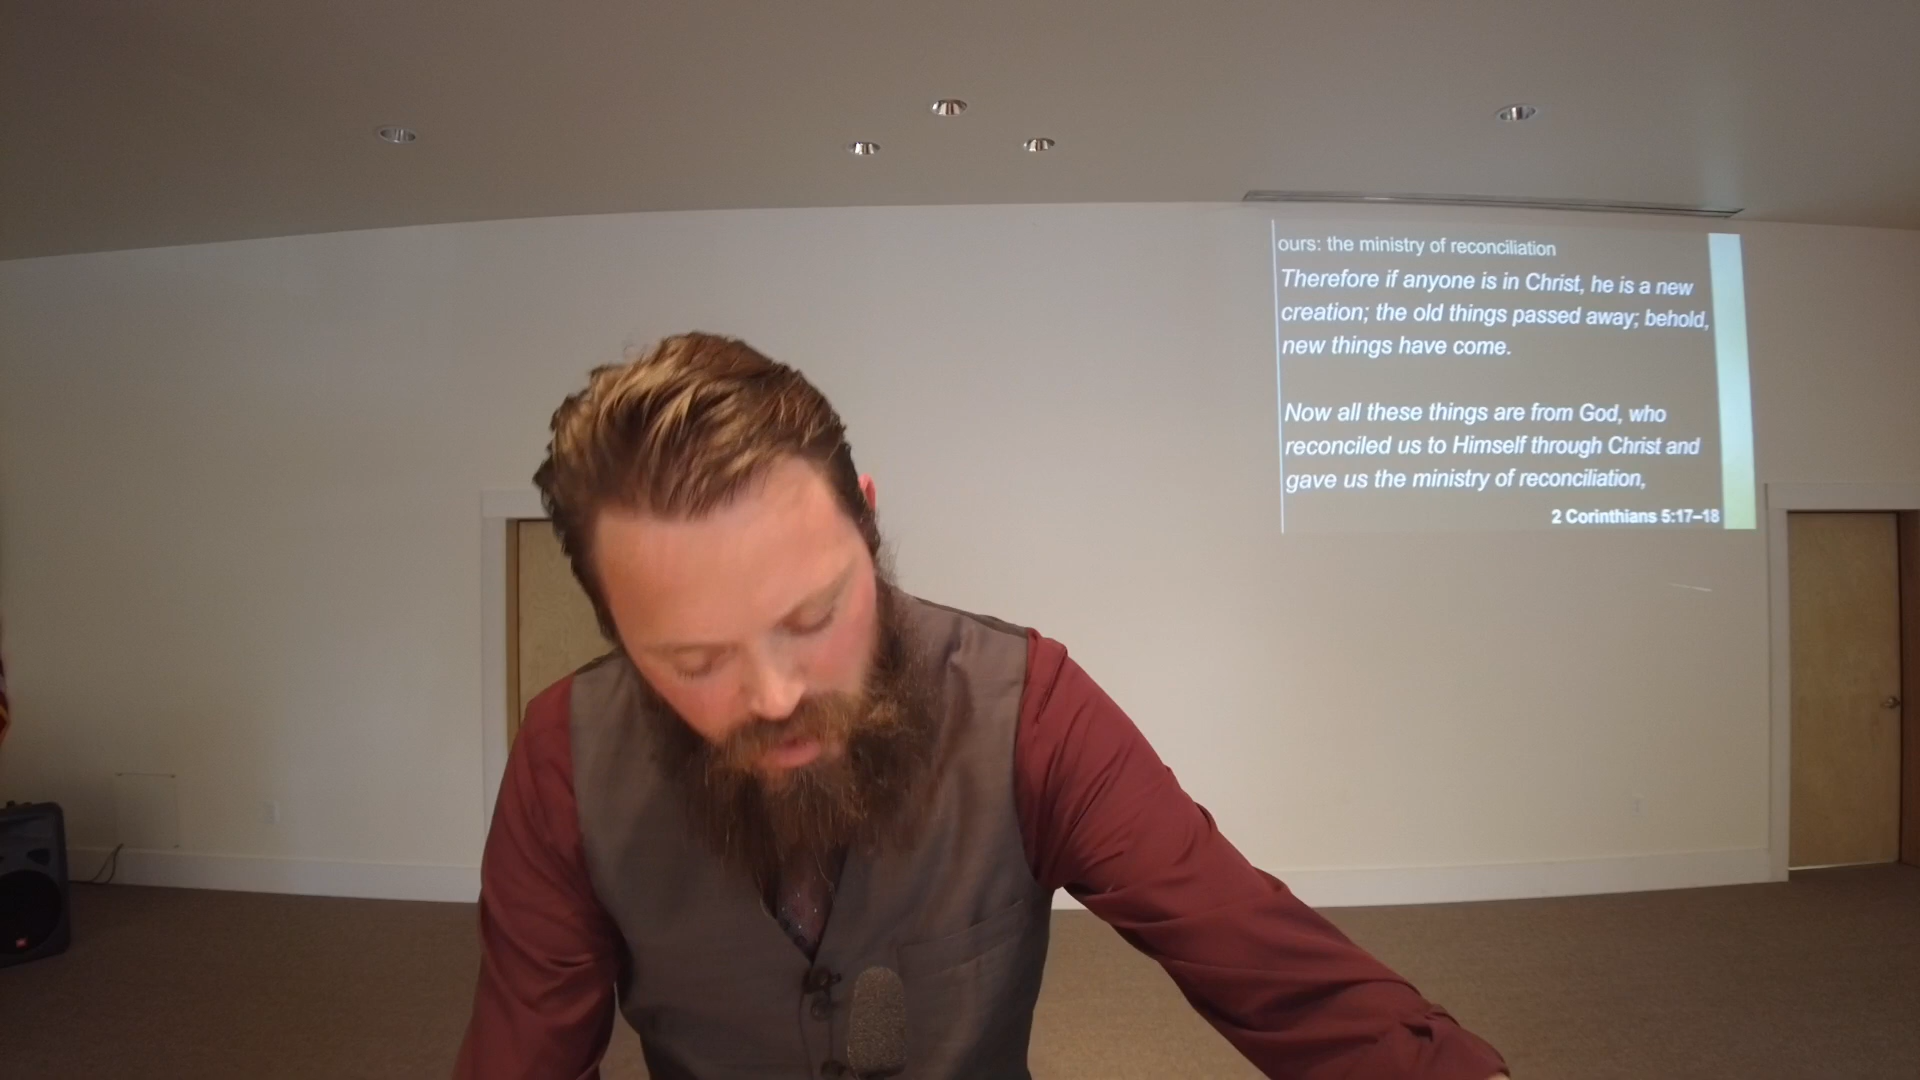 ours: the ministry of reconciliation
Therefore if anyone is in Christ, he is a new
creation; the old things passed away; behold,
new things have come.
Now all these things are from God, who
reconciled us to Himself through Christ and
gave us the ministry of reconciliation,
2 Corinthians 5:17–18